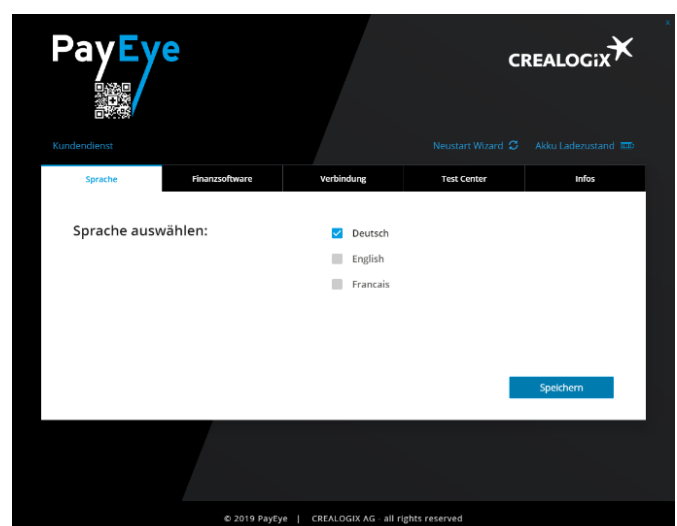 x
PayEye
CREALOGiX
Kundendienst
Neustart Wizard
Akku Ladezustand
Sprache
Finanzsoftware
Verbindung
Test Center
Infos
Sprache auswählen:
Deutsch
English
Francais
Speichern
© 2019 PayEye | CREALOGIX AG - all rights reserved